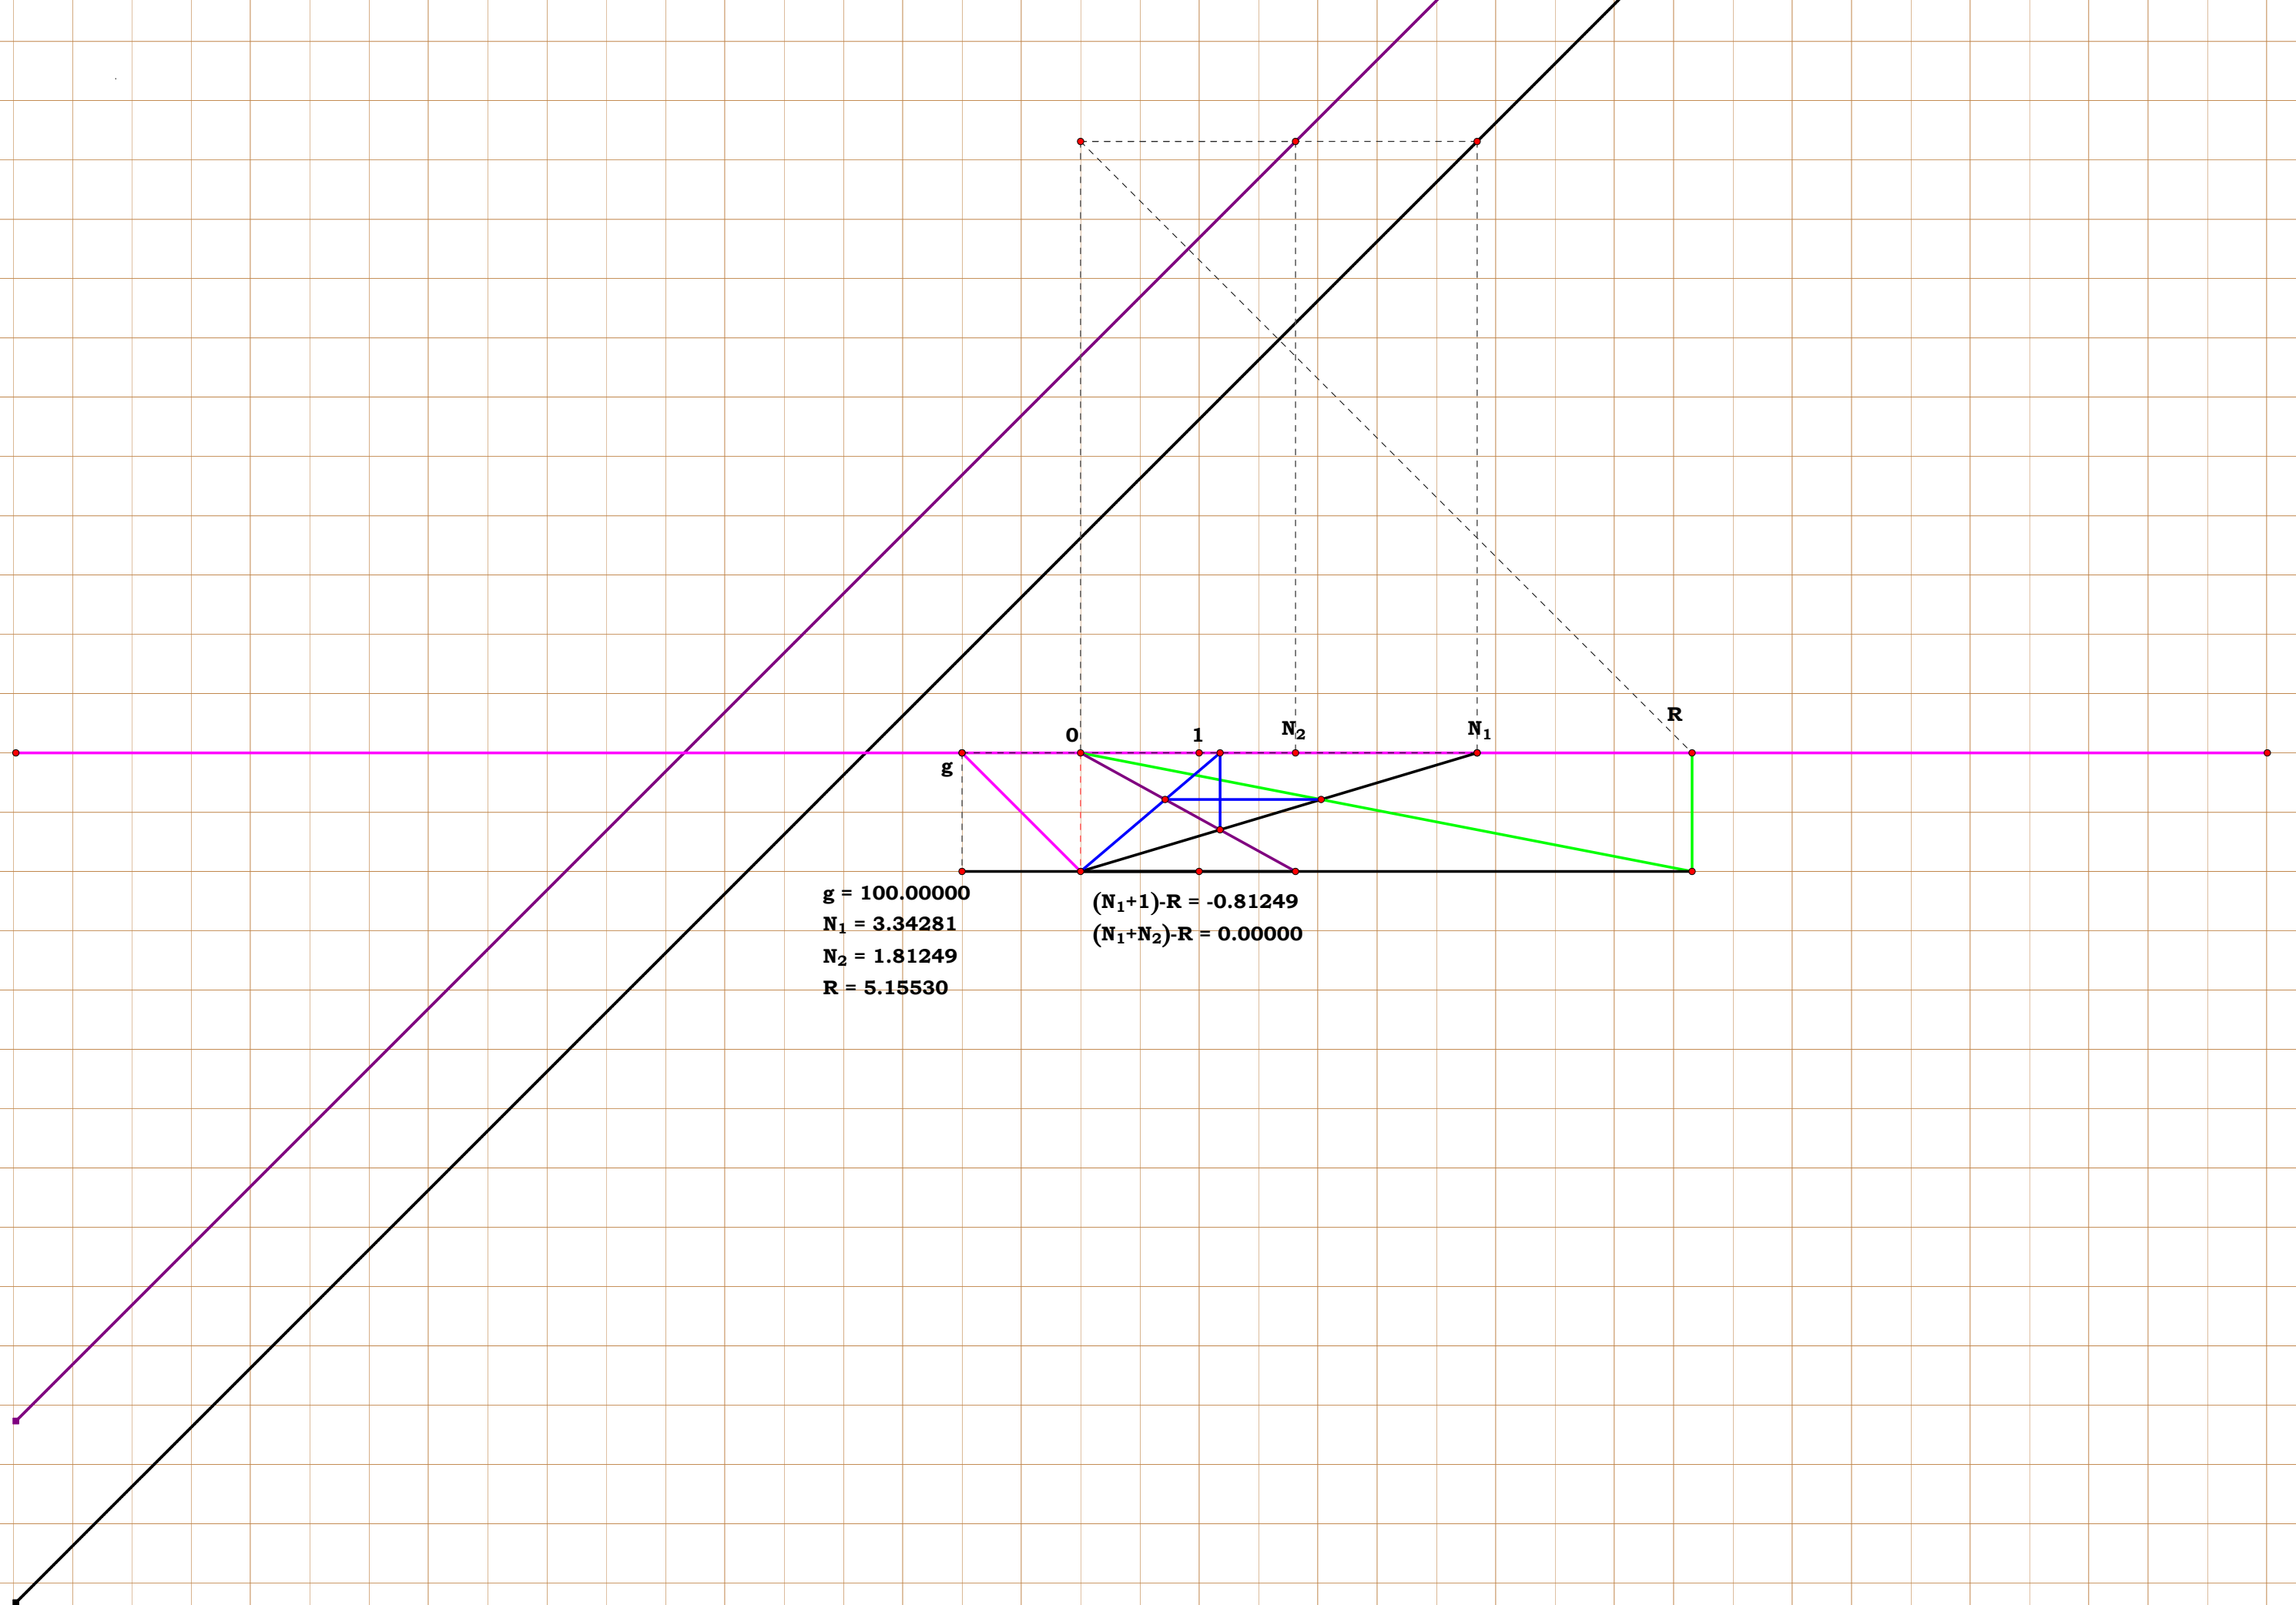 R
0 1 N₂ N₁
g
g = 100.00000
N₁ = 3.34281
N₂ = 1.81249
R = 5.15530
(N₁+1)-R = -0.81249
(N₁+N₂)-R = 0.00000